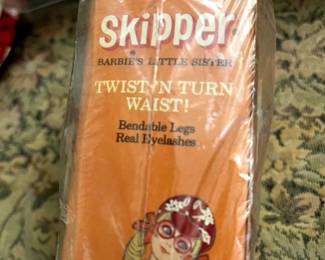 Skipper
BARBIE'S LITTLE SISTER
TWIST 'N TURN
WAIST!
Bendable Legs
Real Eyelashes